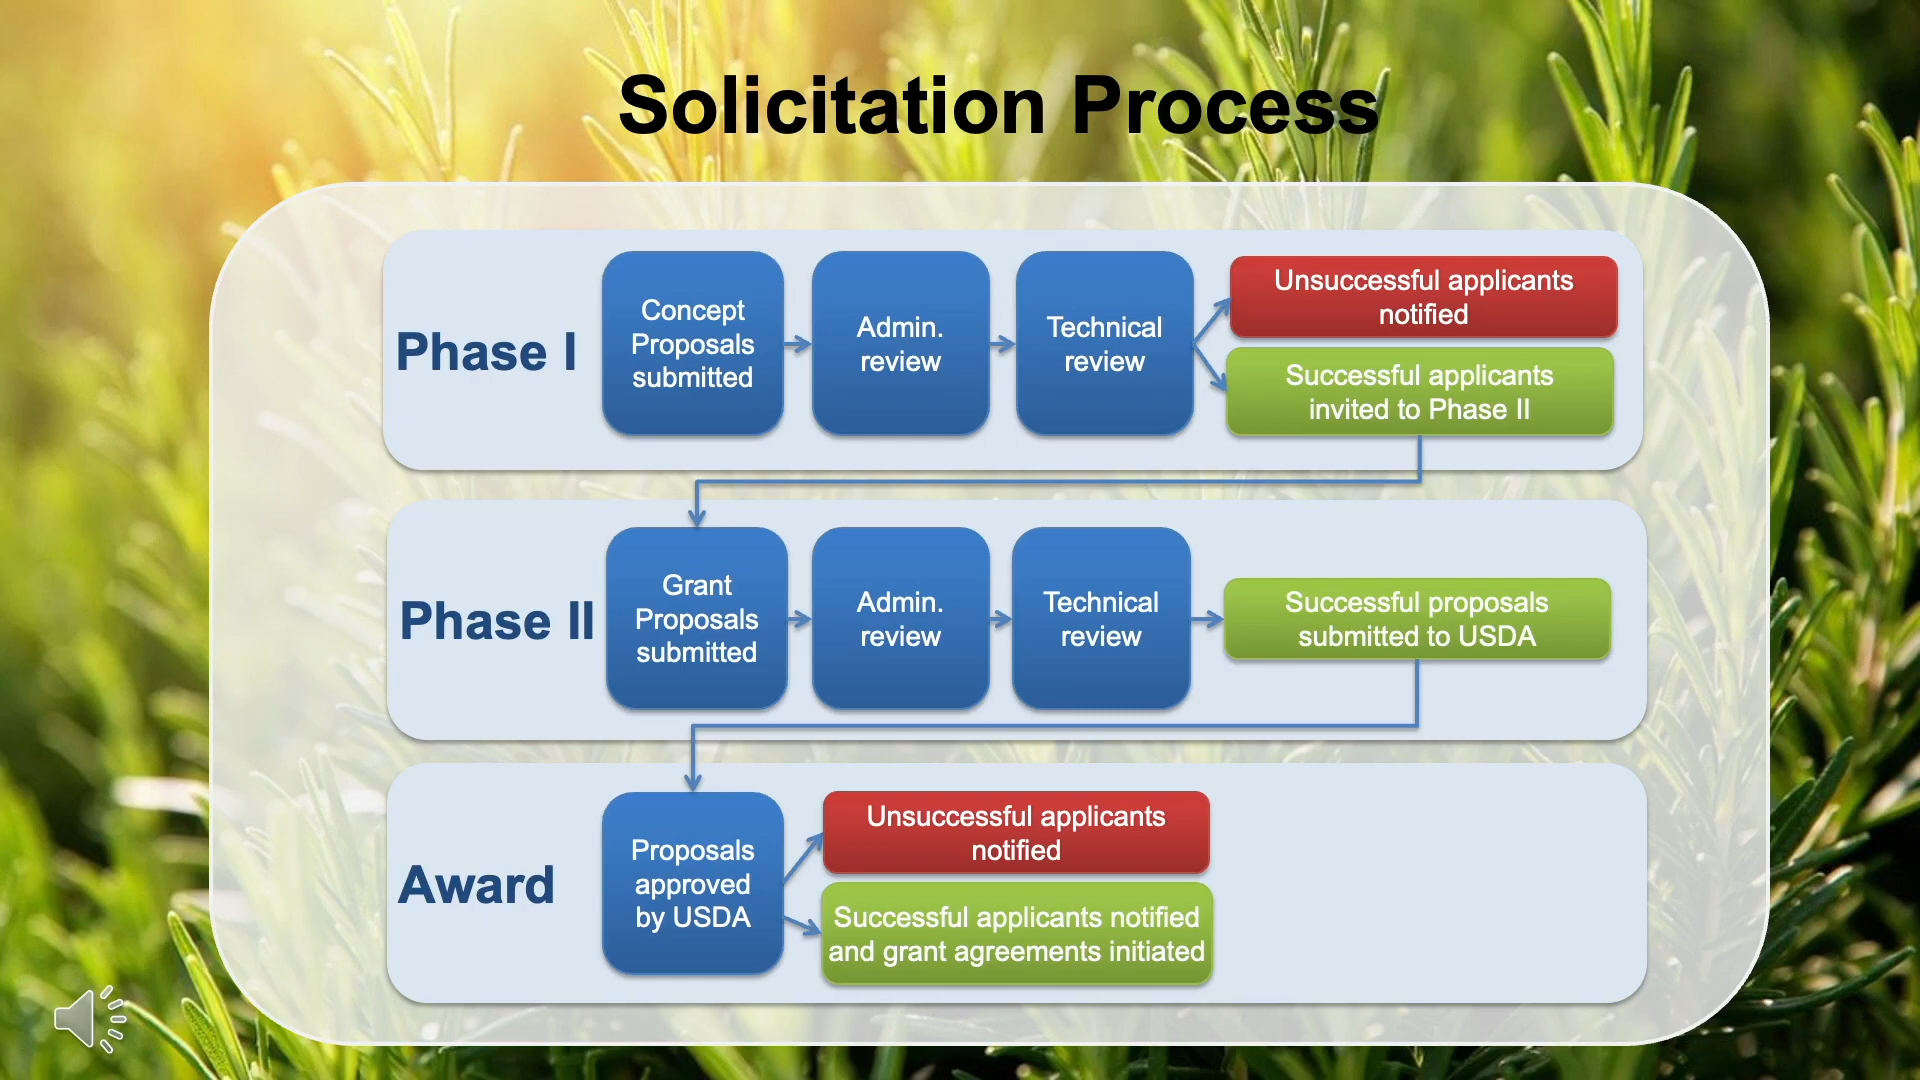 Solicitation Process
Phase I
Concept
Proposals
submitted
Admin.
review
Technical
review
Unsuccessful applicants
notified
Successful applicants
invited to Phase II
Phase II
Grant
Proposals
submitted
Admin.
review
Technical
review
Successful proposals
submitted to USDA
Award
Proposals
approved
by USDA
Unsuccessful applicants
notified
Successful applicants notified
and grant agreements initiated